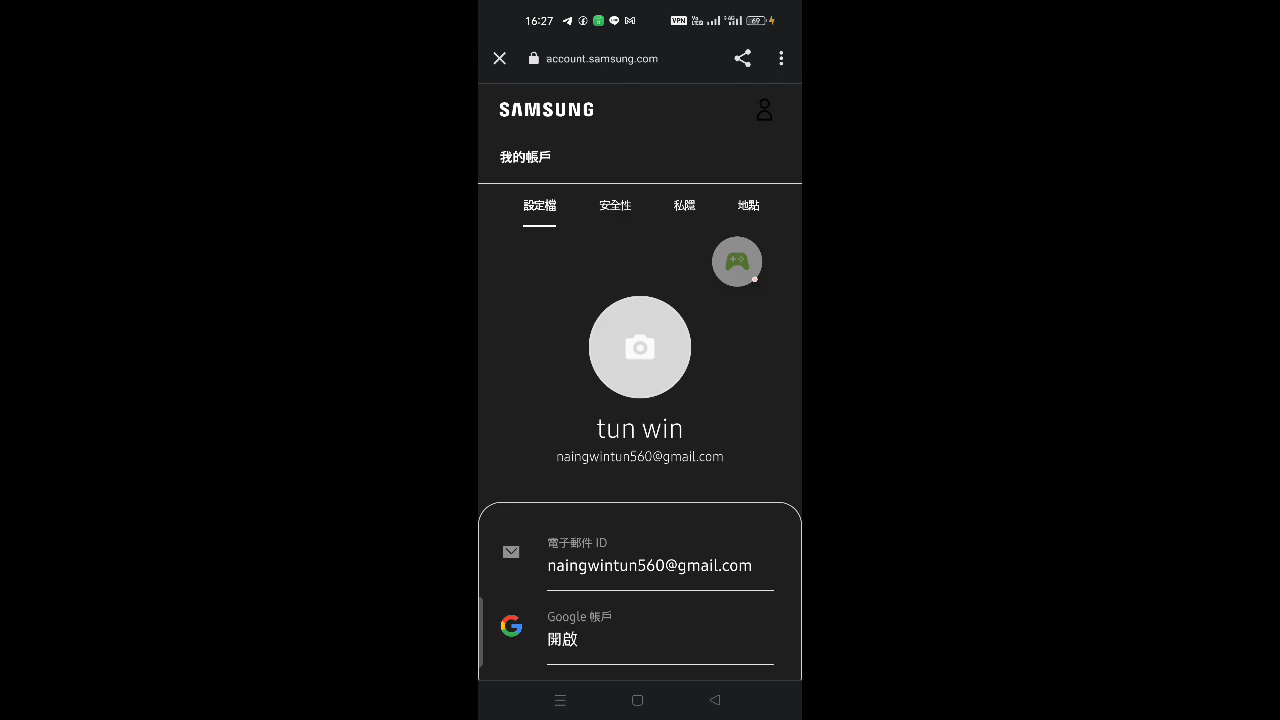 16:27
VPN
69
account.samsung.com
SAMSUNG
我的帳戶
設定檔 安全性 私隱 地點
tun win
naingwintun560@gmail.com
電子郵件 ID
naingwintun560@gmail.com
Google 帳戶
開啟